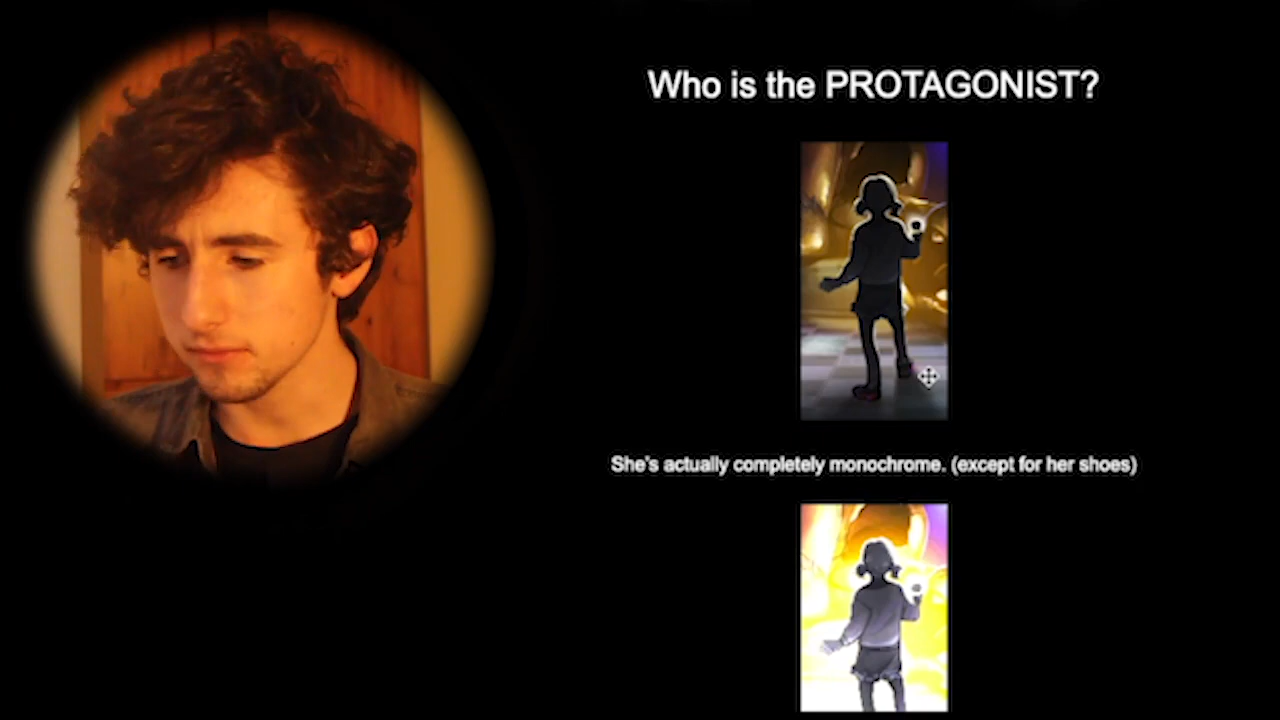 Who is the PROTAGONIST?
She's actually completely monochrome. (except for her shoes)